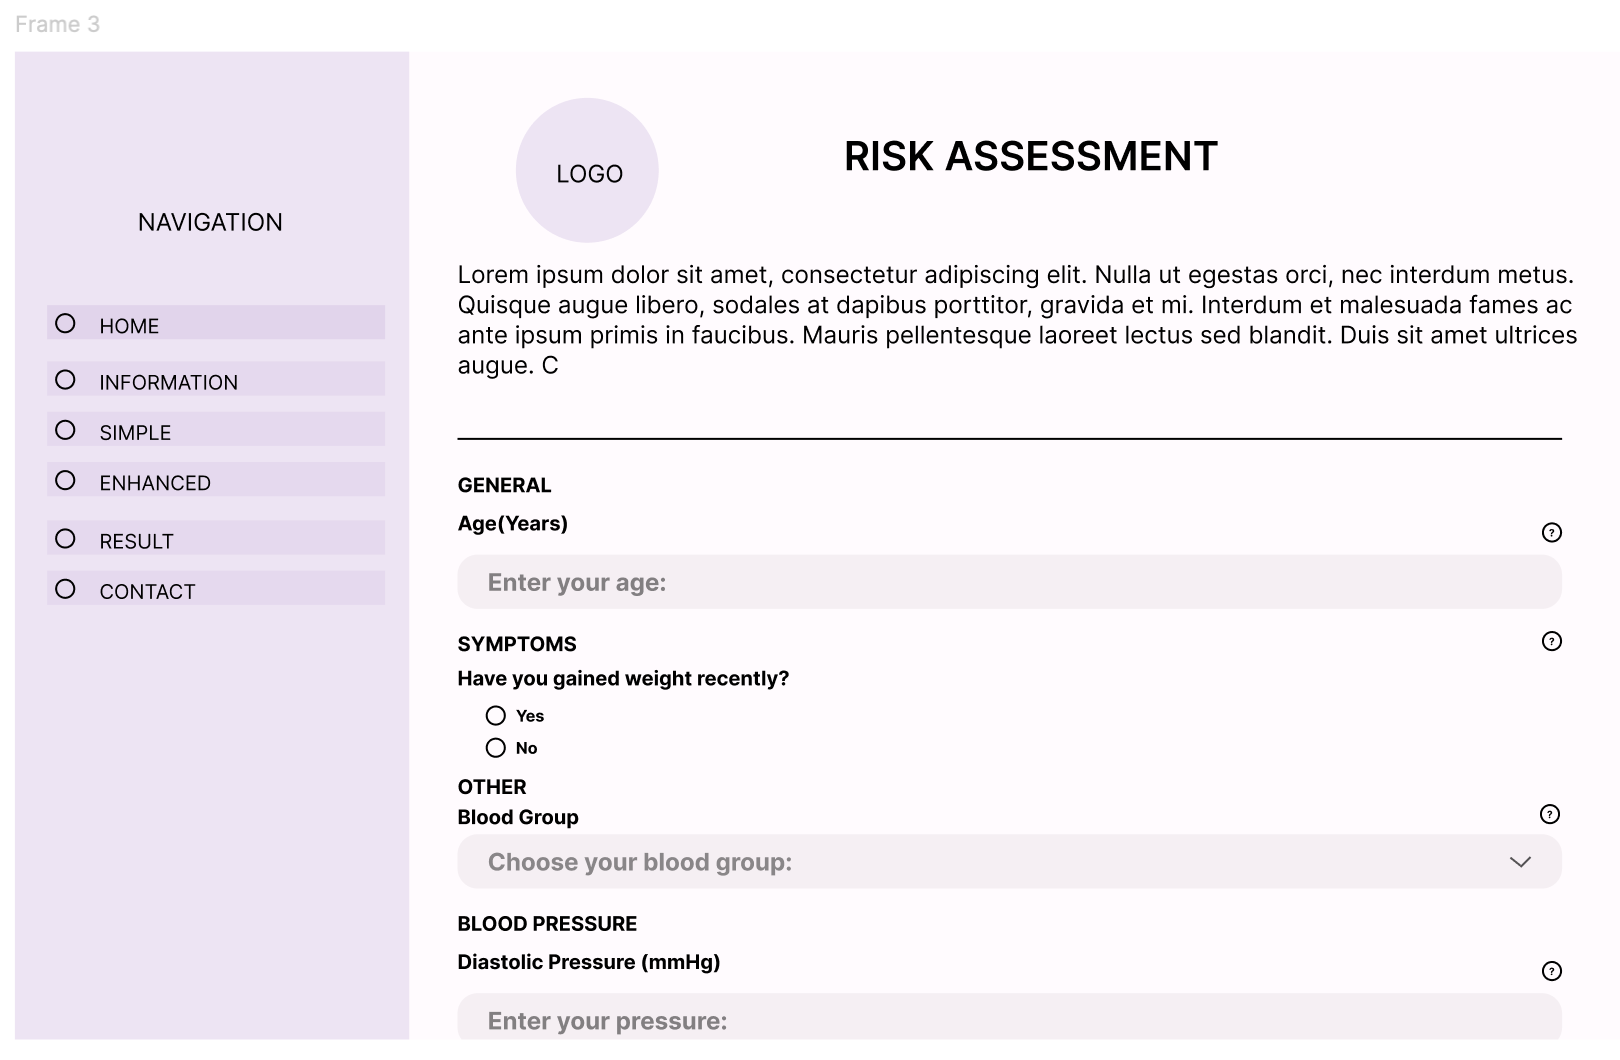 Frame 3
NAVIGATION
HOME
INFORMATION
SIMPLE
ENHANCED
RESULT
CONTACT
LOGO
RISK ASSESSMENT
Lorem ipsum dolor sit amet, consectetur adipiscing elit. Nulla ut egestas orci, nec interdum metus.
Quisque augue libero, sodales at dapibus porttitor, gravida et mi. Interdum et malesuada fames ac
ante ipsum primis in faucibus. Mauris pellentesque laoreet lectus sed blandit. Duis sit amet ultrices
augue. C
GENERAL
Age(Years)
?
Enter your age:
SYMPTOMS
?
Have you gained weight recently?
Yes
No
OTHER
Blood Group
?
Choose your blood group:
BLOOD PRESSURE
Diastolic Pressure (mmHg)
?
Enter your pressure: